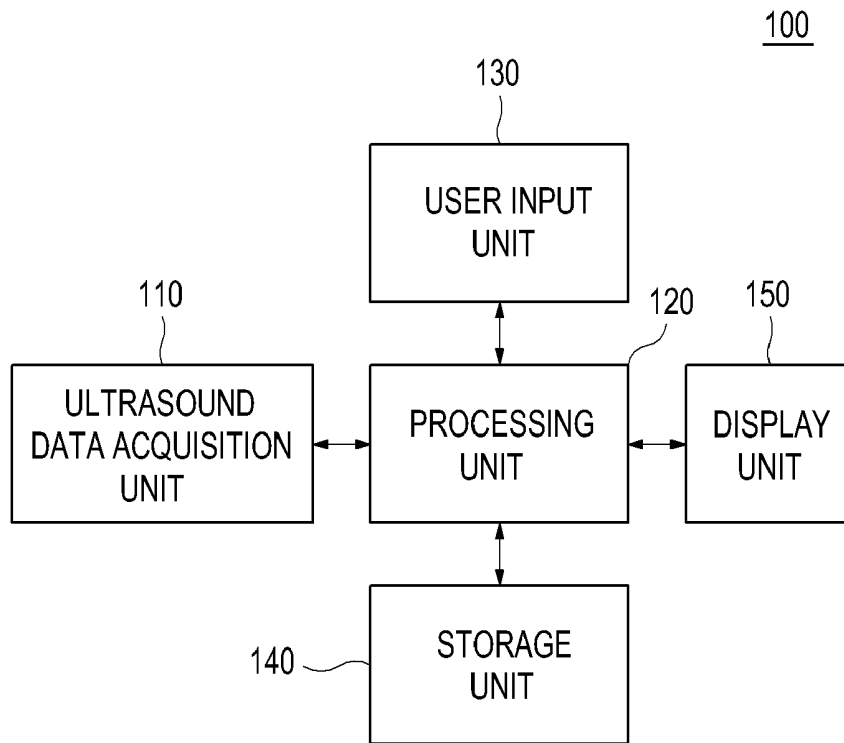 100
130
USER INPUT
UNIT
110
120
150
ULTRASOUND
DATA ACQUISITION
UNIT
PROCESSING
UNIT
DISPLAY
UNIT
140
STORAGE
UNIT